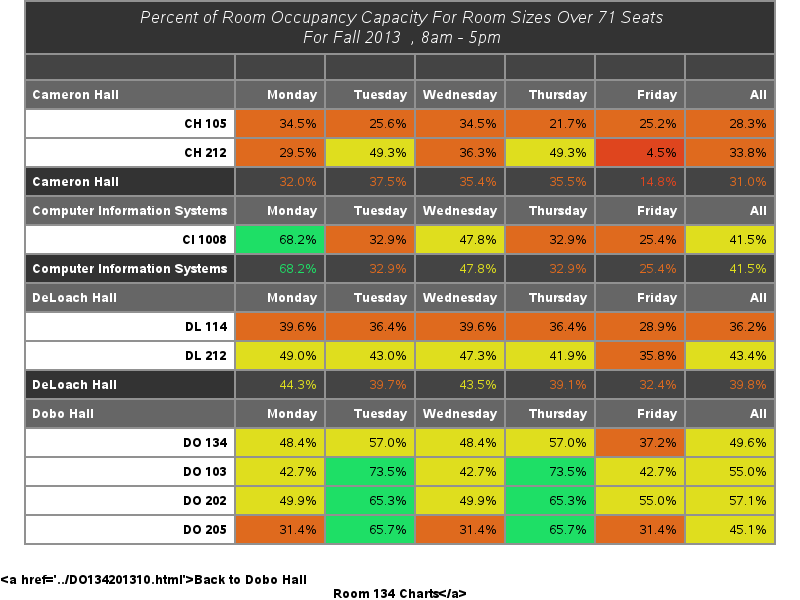 Percent of Room Occupancy Capacity For Room Sizes Over 71 Seats
For Fall 2013 , 8am - 5pm
Cameron Hall Monday Tuesday Wednesday Thursday Friday All
CH 105 34.5% 25.6% 34.5% 21.7% 25.2% 28.3%
CH 212 29.5% 49.3% 36.3% 49.3% 4.5% 33.8%
Cameron Hall 32.0% 37.5% 35.4% 35.5% 14.8% 31.0%
Computer Information Systems Monday Tuesday Wednesday Thursday Friday All
CI 1008 68.2% 32.9% 47.8% 32.9% 25.4% 41.5%
Computer Information Systems 68.2% 32.9% 47.8% 32.9% 25.4% 41.5%
DeLoach Hall Monday Tuesday Wednesday Thursday Friday All
DL 114 39.6% 36.4% 39.6% 36.4% 28.9% 36.2%
DL 212 49.0% 43.0% 47.3% 41.9% 35.8% 43.4%
DeLoach Hall 44.3% 39.7% 43.5% 39.1% 32.4% 39.8%
Dobo Hall Monday Tuesday Wednesday Thursday Friday All
DO 134 48.4% 57.0% 48.4% 57.0% 37.2% 49.6%
DO 103 42.7% 73.5% 42.7% 73.5% 42.7% 55.0%
DO 202 49.9% 65.3% 49.9% 65.3% 55.0% 57.1%
DO 205 31.4% 65.7% 31.4% 65.7% 31.4% 45.1%
<a href='../DO134201310.html'>Back to Dobo Hall
Room 134 Charts</a>